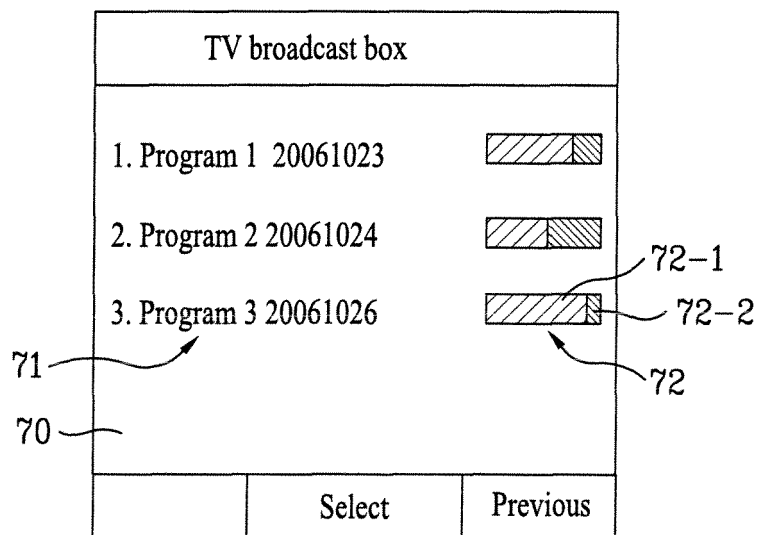 TV broadcast box
1. Program 1 20061023
2. Program 2 20061024
72-1
3. Program 3 20061026
72-2
71
72
70
Select
Previous